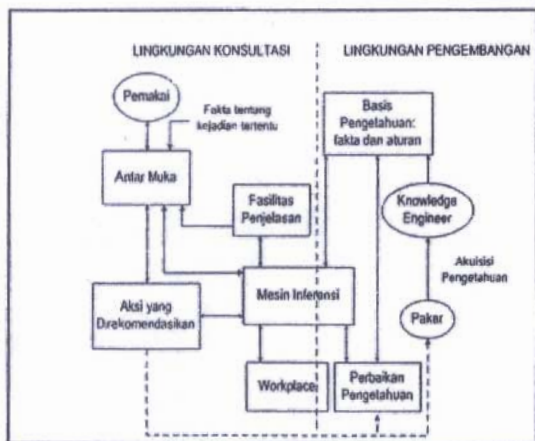 LINGKUNGAN KONSULTASI
LINGKUNGAN PENGEMBANGAN
Pemakai
Fakta tentang
kejadian tertentu
Basis
Pengetahuan:
fakta dan aturan
Antar Muka
Fasilitas
Penjelasan
Knowledge
Engineer
Akuisisi
Pengetahuan
Mesin Inferensi
Aksi yang
Direkomendasikan
Pakar
Workplace
Perbaikan
Pengetahuan